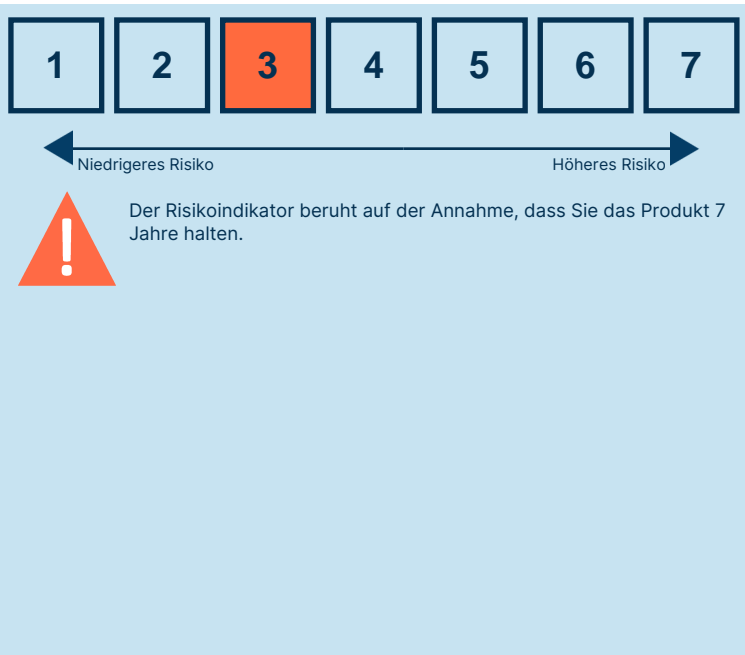 1 2 3 4 5 6 7
Niedrigeres Risiko Höheres Risiko
Der Risikoindikator beruht auf der Annahme, dass Sie das Produkt 7
Jahre halten.